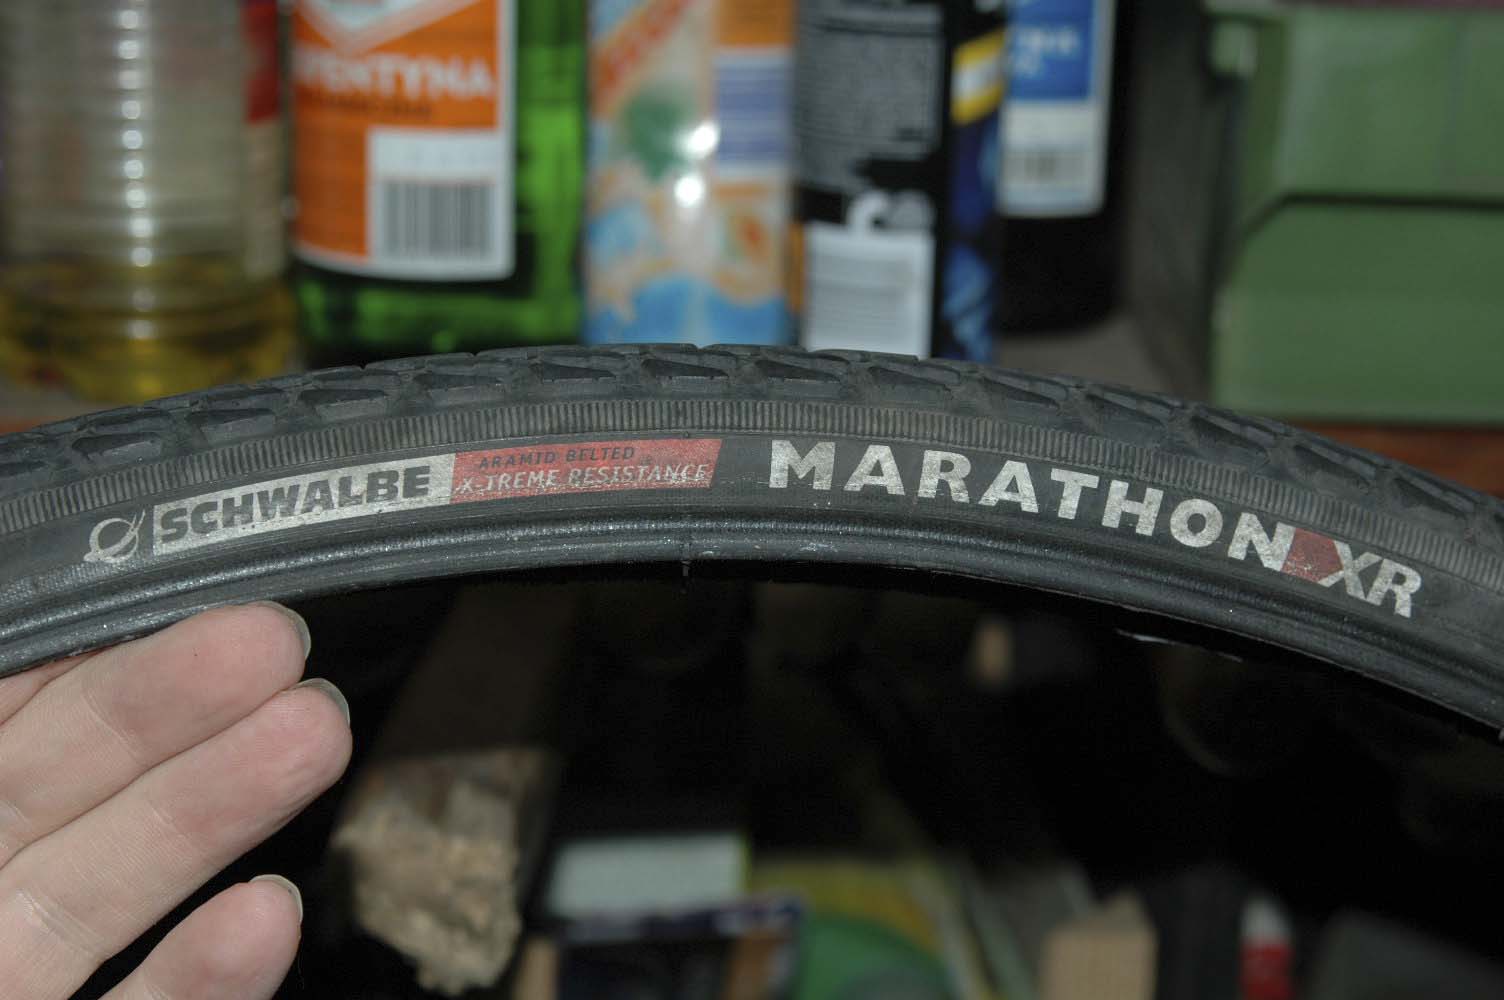 SCHWALBE
ARAMID BELTED
X-TREME RESISTANCE
MARATHON XR